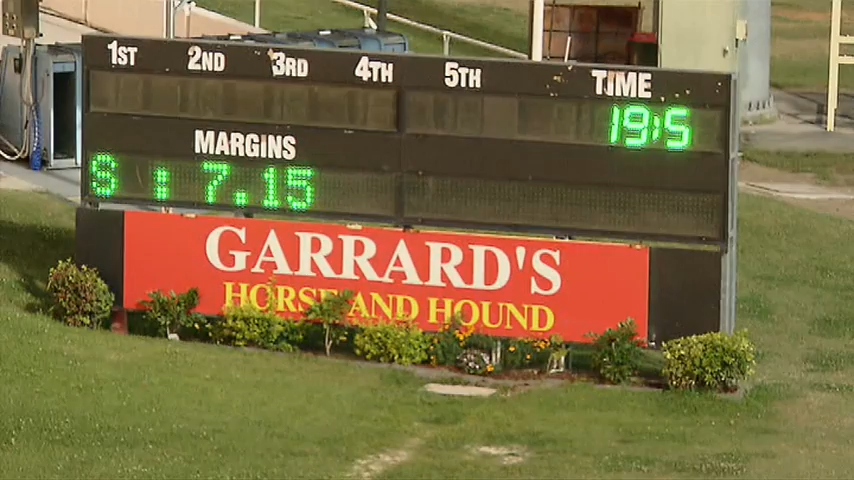 1ST 2ND 3RD 4TH 5TH TIME
19:5
MARGINS
S : 7.15
GARRARD'S
HORSE AND HOUND